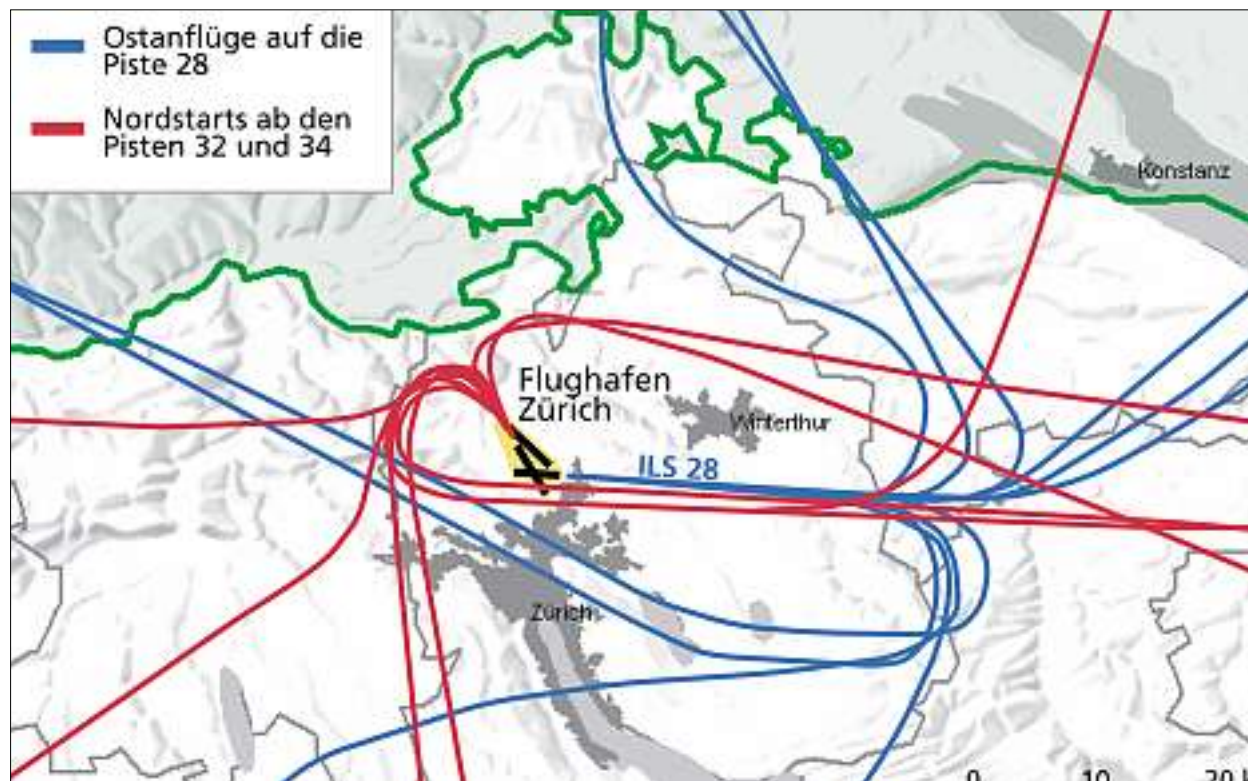 Ostanflüge auf die
Piste 28
Nordstarts ab den
Pisten 32 und 34
Konstanz
Flughafen
Zürich
Winterthur
ILS 28
Zürich
0 10 20